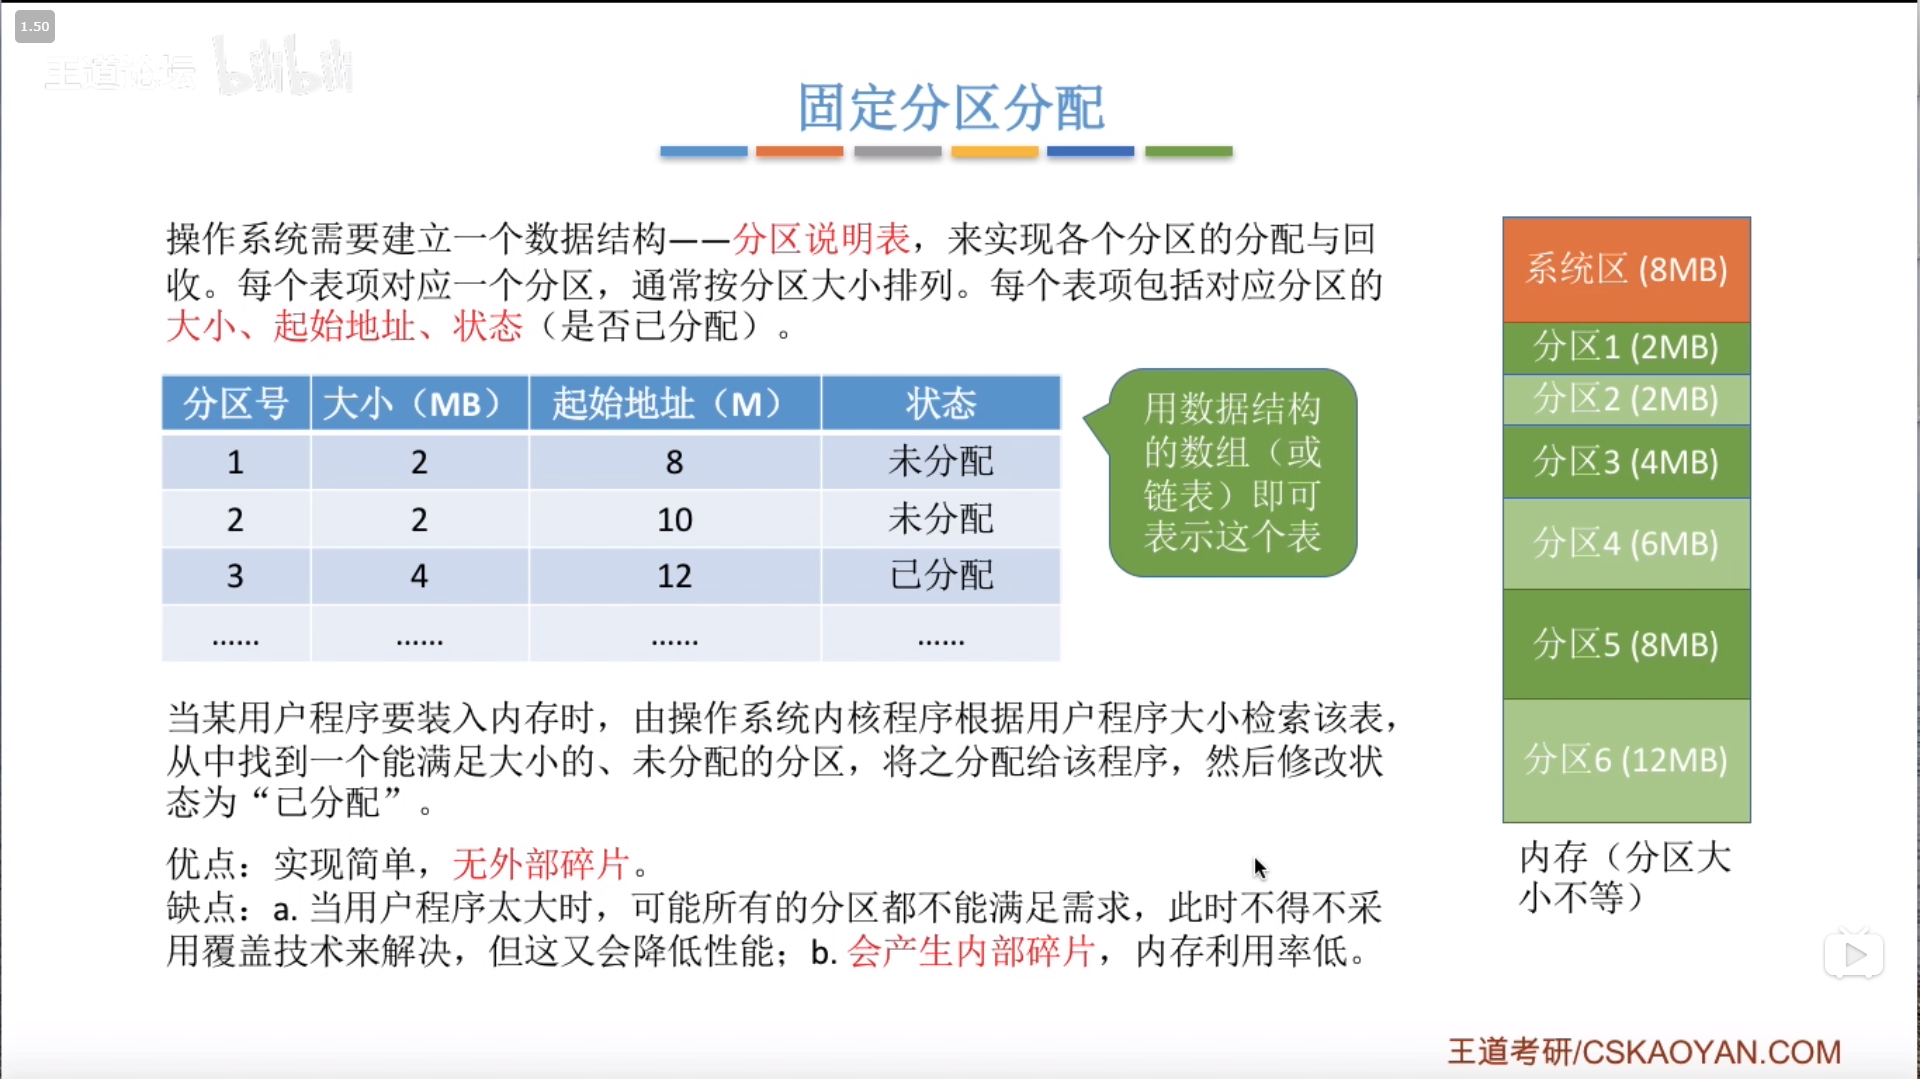 1.50
王道论坛 bilibili
固定分区分配
操作系统需要建立一个数据结构——分区说明表，来实现各个分区的分配与回
收。每个表项对应一个分区，通常按分区大小排列。每个表项包括对应分区的
大小、起始地址、状态（是否已分配）。
分区号 大小（MB） 起始地址（M） 状态
1 2 8 未分配
2 2 10 未分配
3 4 12 已分配
...... ...... ...... ......
用数据结构
的数组（或
链表）即可
表示这个表
当某用户程序要装入内存时，由操作系统内核程序根据用户程序大小检索该表，
从中找到一个能满足大小的、未分配的分区，将之分配给该程序，然后修改状
态为“已分配”。
优点：实现简单，无外部碎片。
缺点：a. 当用户程序太大时，可能所有的分区都不能满足需求，此时不得不采
用覆盖技术来解决，但这又会降低性能；b. 会产生内部碎片，内存利用率低。
系统区 (8MB)
分区1 (2MB)
分区2 (2MB)
分区3 (4MB)
分区4 (6MB)
分区5 (8MB)
分区6 (12MB)
内存（分区大
小不等）
王道考研/CSKAOYAN.COM